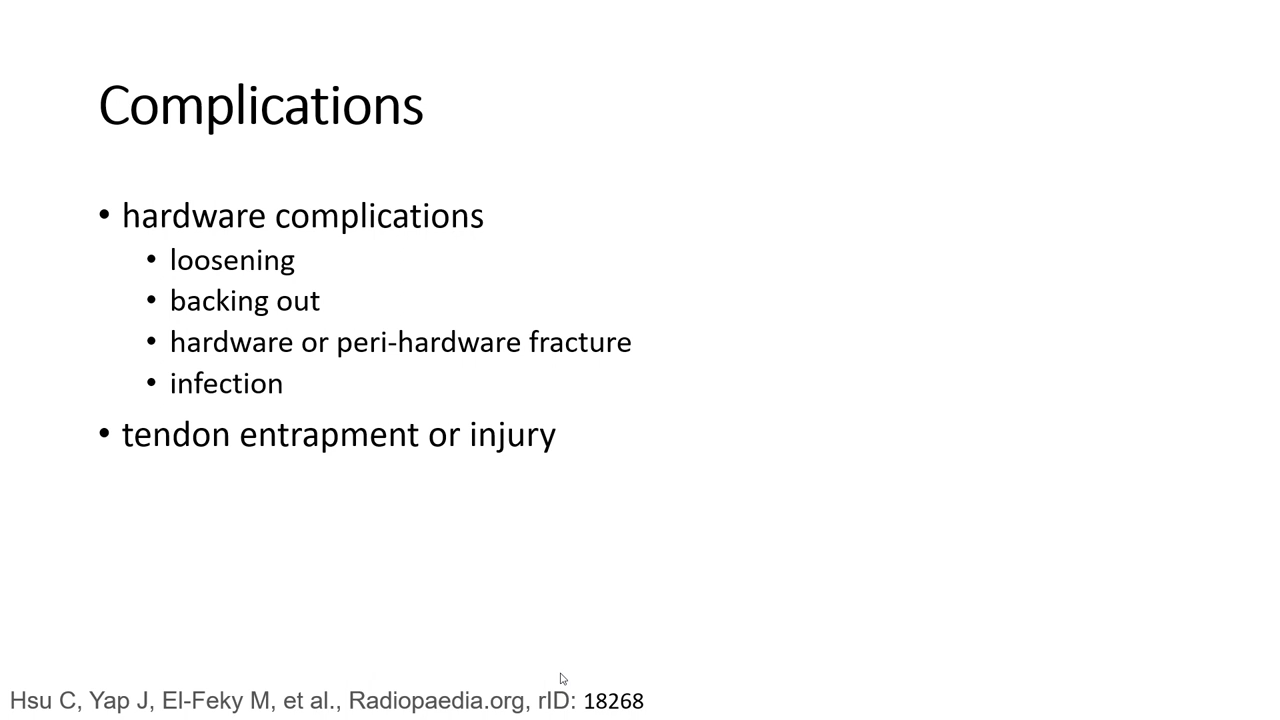 Complications
• hardware complications
• loosening
• backing out
• hardware or peri-hardware fracture
• infection
• tendon entrapment or injury
Hsu C, Yap J, El-Feky M, et al., Radiopaedia.org, rID: 18268